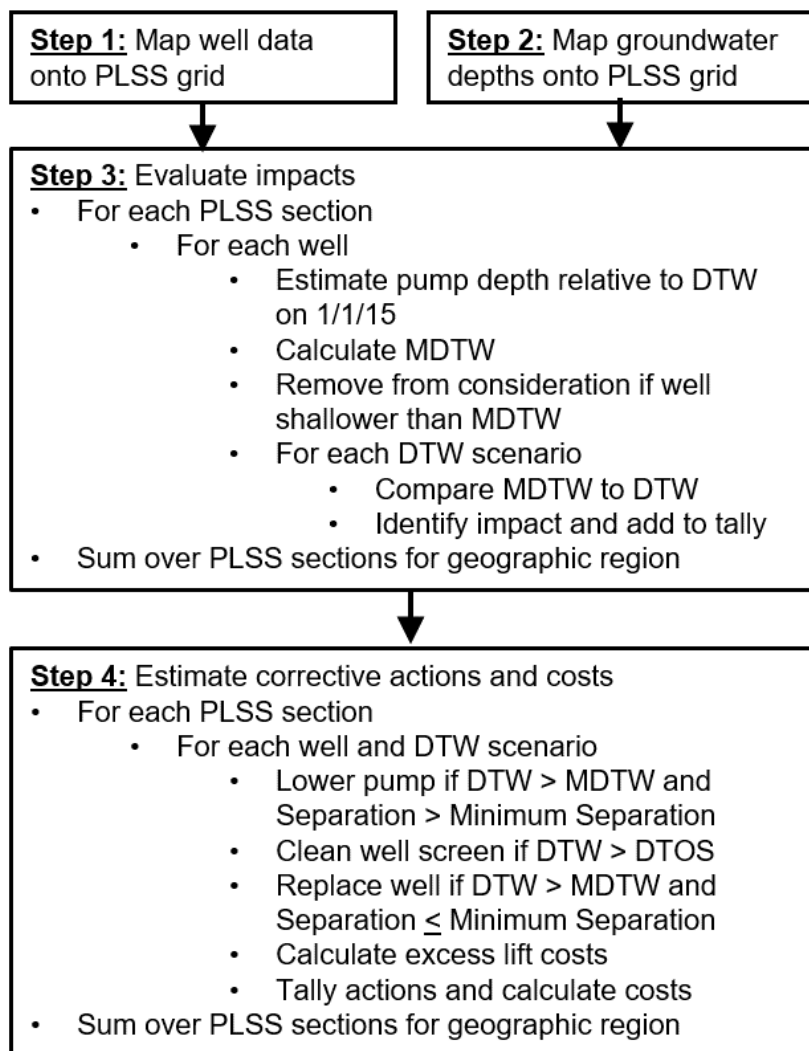 Step 1: Map well data
onto PLSS grid
Step 2: Map groundwater
depths onto PLSS grid
Step 3: Evaluate impacts
• For each PLSS section
• For each well
• Estimate pump depth relative to DTW
on 1/1/15
• Calculate MDTW
• Remove from consideration if well
shallower than MDTW
• For each DTW scenario
• Compare MDTW to DTW
• Identify impact and add to tally
• Sum over PLSS sections for geographic region
Step 4: Estimate corrective actions and costs
• For each PLSS section
• For each well and DTW scenario
• Lower pump if DTW > MDTW and
Separation > Minimum Separation
• Clean well screen if DTW > DTOS
• Replace well if DTW > MDTW and
Separation ≤ Minimum Separation
• Calculate excess lift costs
• Tally actions and calculate costs
• Sum over PLSS sections for geographic region